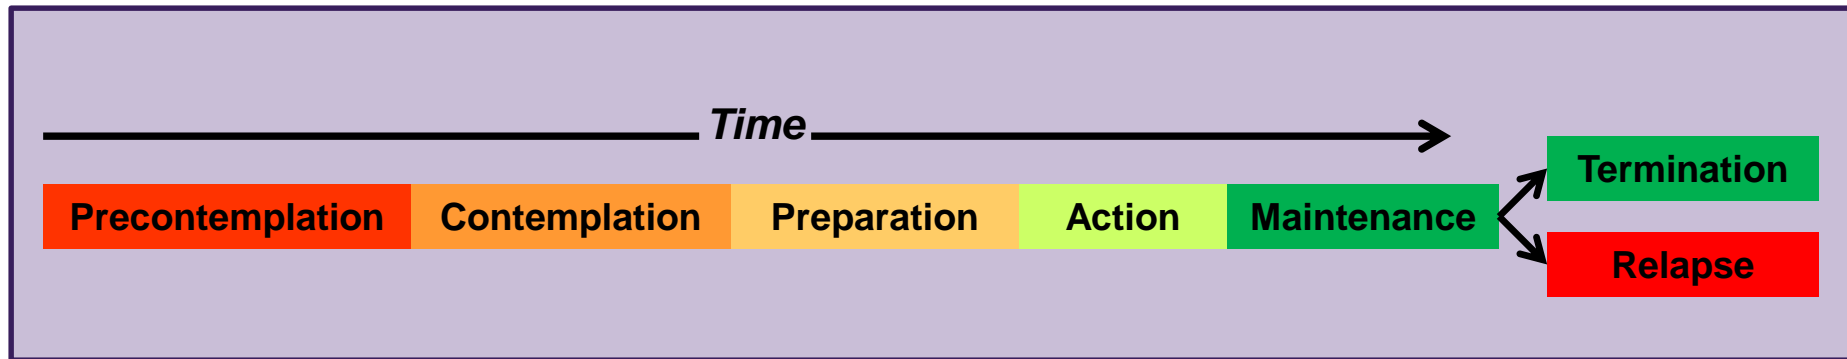 Time
Precontemplation
Contemplation
Preparation
Action
Maintenance
Termination
Relapse